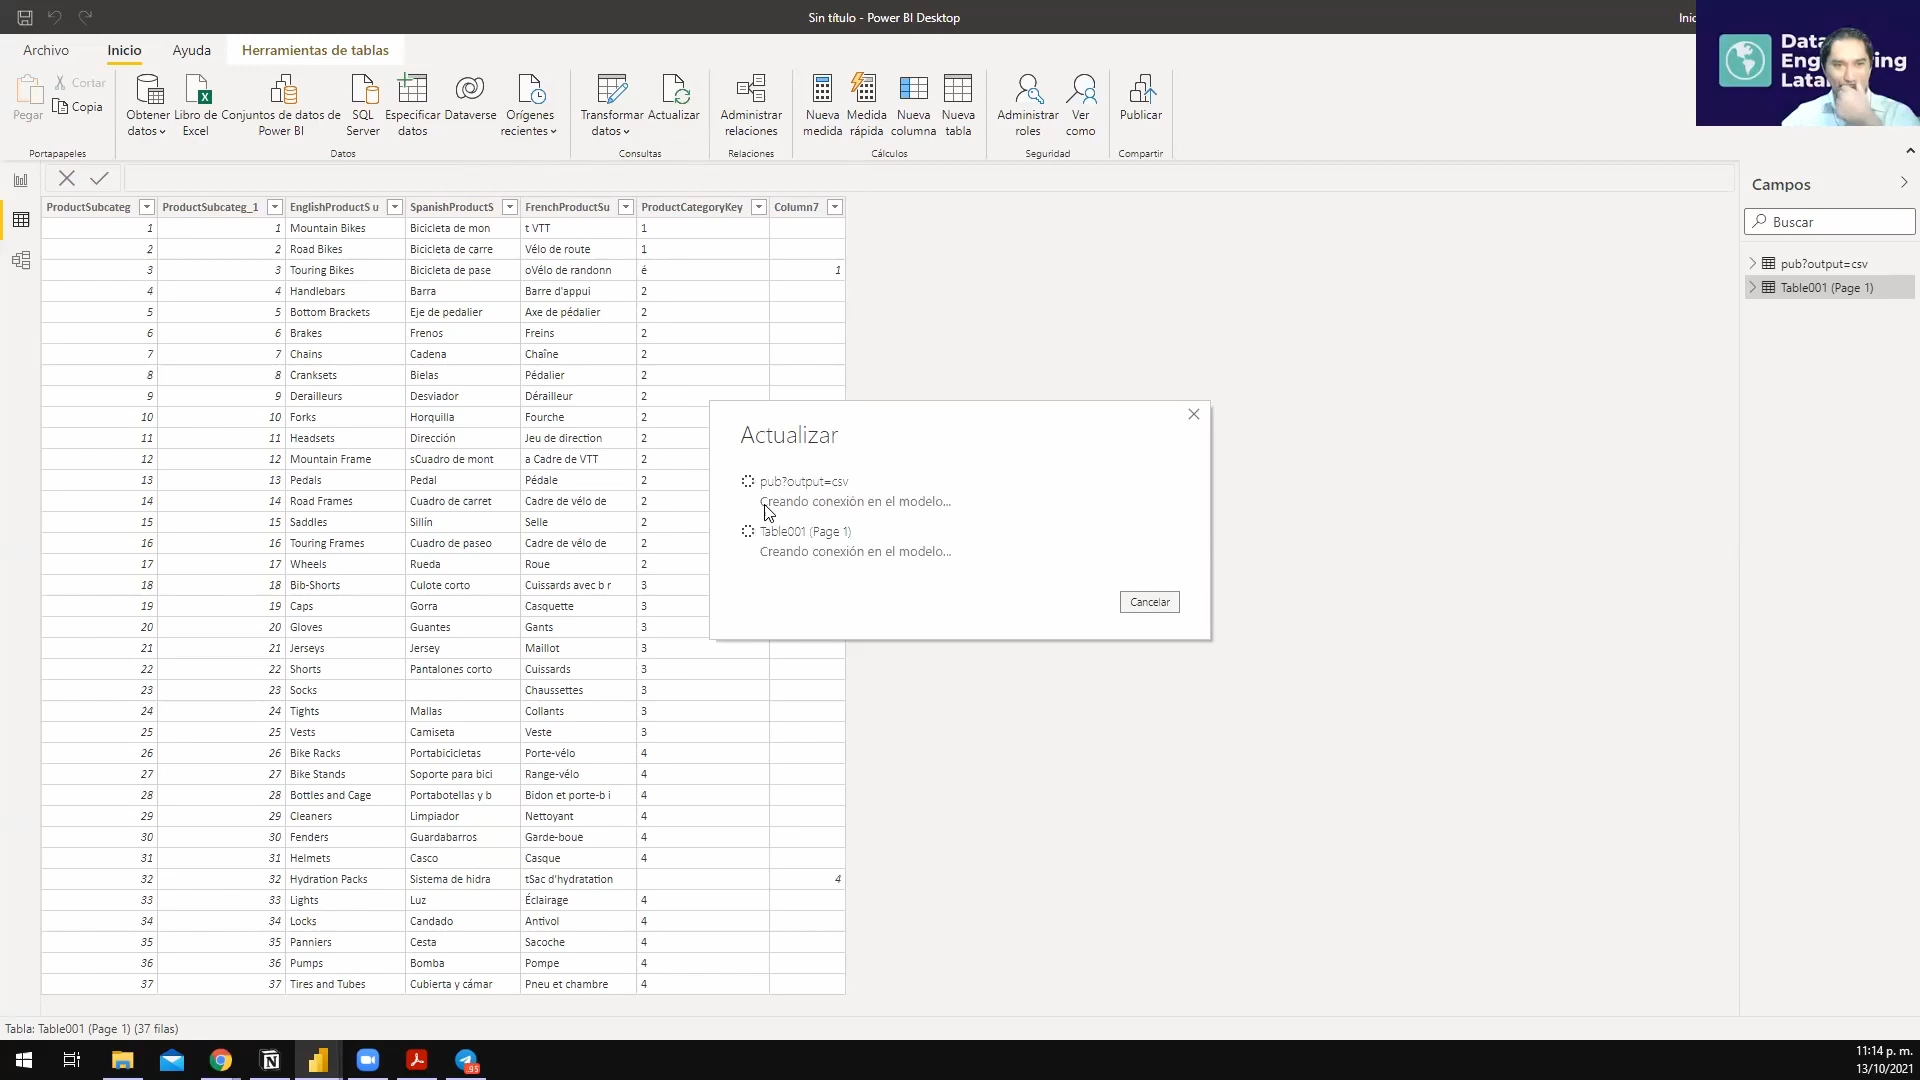 Sin título - Power BI Desktop
Inic
Data
Eng ing
Lata
Archivo Inicio Ayuda Herramientas de tablas
Pegar
Cortar
Copia
Obtener datos
Libro de Excel
Conjuntos de datos de Power BI
SQL Server
Especificar datos
Dataverse
Orígenes recientes
Transformar datos
Actualizar
Administrar relaciones
Nueva medida
Medida rápida
Nueva columna
Nueva tabla
Administrar roles
Ver como
Publicar
Portapapeles Datos Consultas Relaciones Cálculos Seguridad Compartir
ProductSubcateg ProductSubcateg_1 EnglishProductS u SpanishProductS FrenchProductSu ProductCategoryKey Column7
1 1 Mountain Bikes Bicicleta de mon t VTT 1
2 2 Road Bikes Bicicleta de carre Vélo de route 1
3 3 Touring Bikes Bicicleta de pase oVélo de randonn é 1
4 4 Handlebars Barra Barre d'appui 2
5 5 Bottom Brackets Eje de pedalier Axe de pédalier 2
6 6 Brakes Frenos Freins 2
7 7 Chains Cadena Chaîne 2
8 8 Cranksets Bielas Pédalier 2
9 9 Derailleurs Desviador Dérailleur 2
10 10 Forks Horquilla Fourche 2
11 11 Headsets Dirección Jeu de direction 2
12 12 Mountain Frame sCuadro de mont a Cadre de VTT 2
13 13 Pedals Pedal Pédale 2
14 14 Road Frames Cuadro de carret Cadre de vélo de 2
15 15 Saddles Sillín Selle 2
16 16 Touring Frames Cuadro de paseo Cadre de vélo de 2
17 17 Wheels Rueda Roue 2
18 18 Bib-Shorts Culote corto Cuissards avec b r 3
19 19 Caps Gorra Casquette 3
20 20 Gloves Guantes Gants 3
21 21 Jerseys Jersey Maillot 3
22 22 Shorts Pantalones corto Cuissards 3
23 23 Socks Chaussettes 3
24 24 Tights Mallas Collants 3
25 25 Vests Camiseta Veste 3
26 26 Bike Racks Portabicicletas Porte-vélo 4
27 27 Bike Stands Soporte para bici Range-vélo 4
28 28 Bottles and Cage Portabotellas y b Bidon et porte-b i 4
29 29 Cleaners Limpiador Nettoyant 4
30 30 Fenders Guardabarros Garde-boue 4
31 31 Helmets Casco Casque 4
32 32 Hydration Packs Sistema de hidra tSac d'hydratation 4
33 33 Lights Luz Éclairage 4
34 34 Locks Candado Antivol 4
35 35 Panniers Cesta Sacoche 4
36 36 Pumps Bomba Pompe 4
37 37 Tires and Tubes Cubierta y cámar Pneu et chambre 4
Actualizar
pub?output=csv
Creando conexión en el modelo...
Table001 (Page 1)
Creando conexión en el modelo...
Cancelar
Campos
Buscar
pub?output=csv
Table001 (Page 1)
Tabla: Table001 (Page 1) (37 filas)
95
11:14 p. m.
13/10/2021